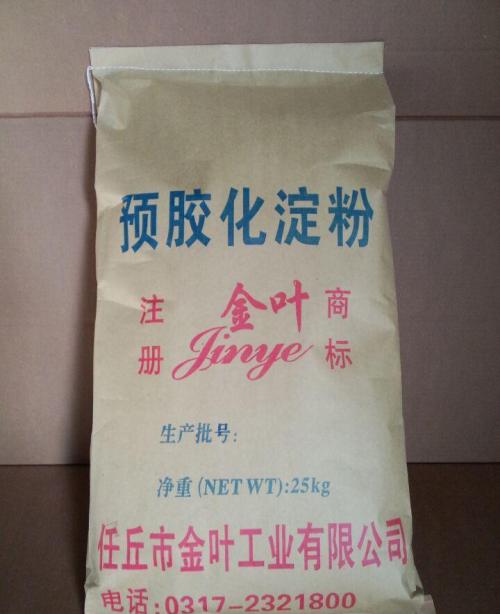 预胶化淀粉
注册 金叶 商标
Jinye
生产批号:
净重(NET WT):25kg
任丘市金叶工业有限公司
电话:0317-2321800